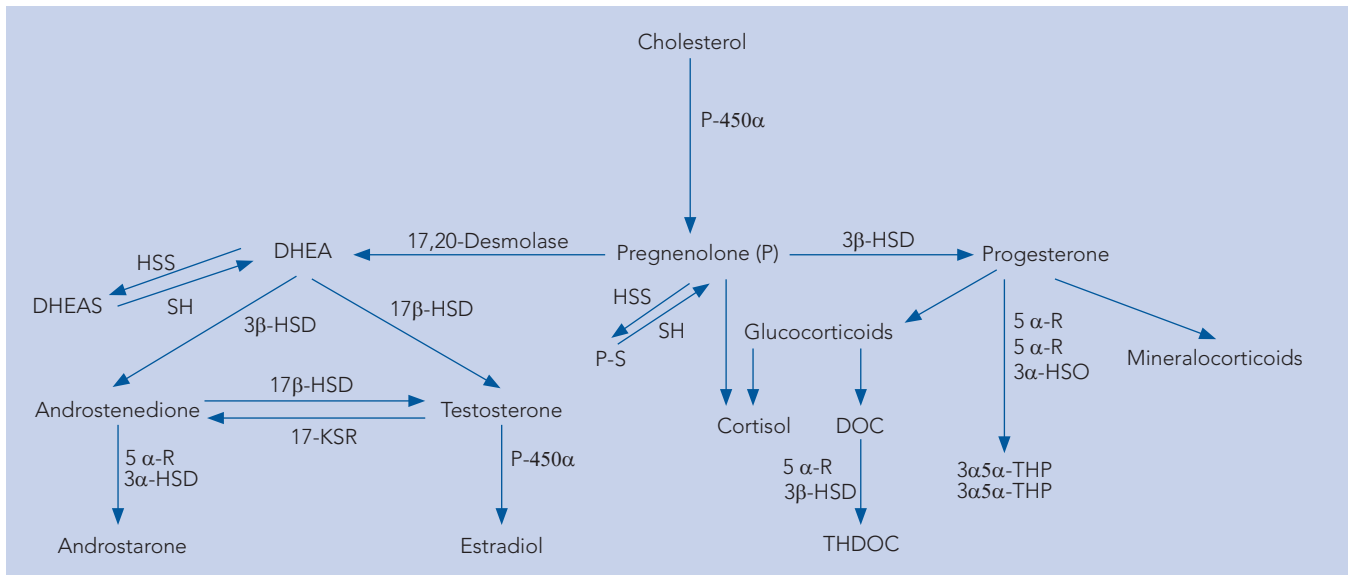 Cholesterol
P-450α
DHEA
17,20-Desmolase
Pregnenolone (P)
3β-HSD
Progesterone
HSS
SH
DHEAS
3β-HSD
17β-HSD
HSS
SH
P-S
Glucocorticoids
5 α-R
5 α-R
3α-HSO
Mineralocorticoids
Androstenedione
17β-HSD
17-KSR
Testosterone
Cortisol
DOC
5 α-R
3α-HSD
P-450α
5 α-R
3β-HSD
3α5α-THP
3α5α-THP
Androstarone
Estradiol
THDOC